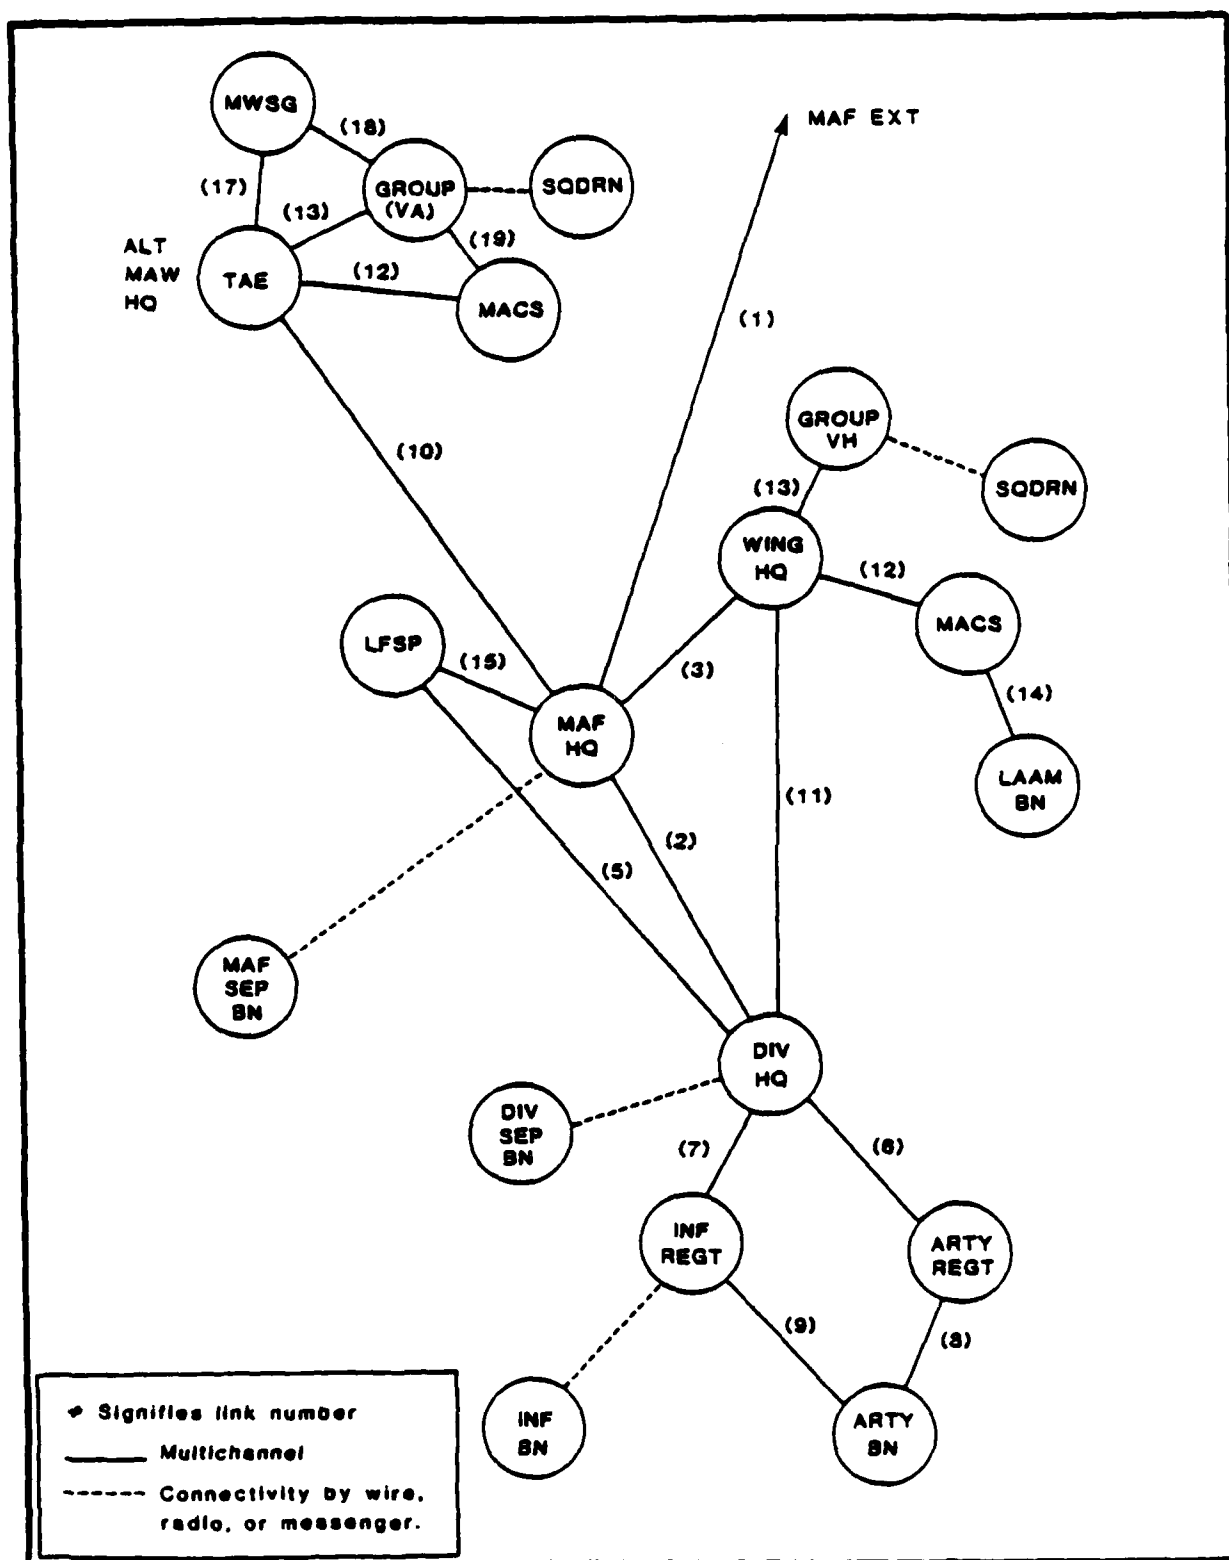 MWSG
(18)
MAF EXT
(17)
GROUP
(VA)
SQDRN
(13)
(19)
ALT
MAW
HQ
TAE
(12)
MACS
(1)
GROUP
VH
(10)
(13)
SQDRN
WING
HQ
(12)
MACS
LFSP
(15)
(3)
(14)
MAF
HQ
LAAM
BN
(11)
(2)
(5)
MAF
SEP
BN
DIV
HQ
DIV
SEP
BN
(7)
(6)
INF
REGT
ARTY
REGT
(9)
(8)
INF
BN
ARTY
BN
# Signifies link number
Multichannel
Connectivity by wire,
radio, or messenger.